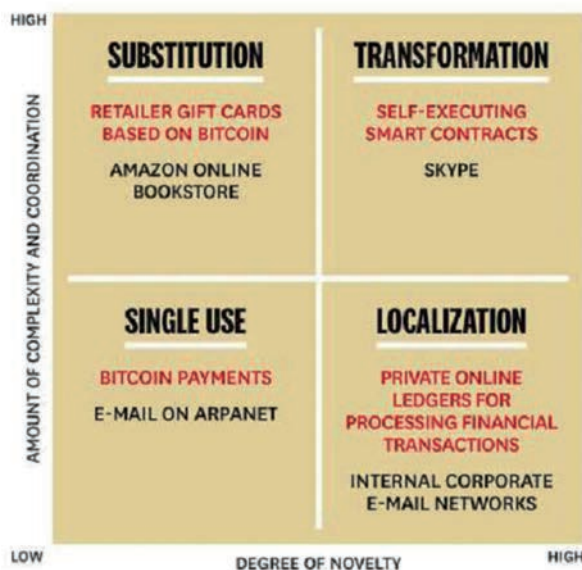 HIGH
SUBSTITUTION
RETAILER GIFT CARDS
BASED ON BITCOIN
AMAZON ONLINE
BOOKSTORE
TRANSFORMATION
SELF-EXECUTING
SMART CONTRACTS
SKYPE
AMOUNT OF COMPLEXITY AND COORDINATION
SINGLE USE
BITCOIN PAYMENTS
E-MAIL ON ARPANET
LOCALIZATION
PRIVATE ONLINE
LEDGERS FOR
PROCESSING FINANCIAL
TRANSACTIONS
INTERNAL CORPORATE
E-MAIL NETWORKS
LOW
DEGREE OF NOVELTY
HIGH